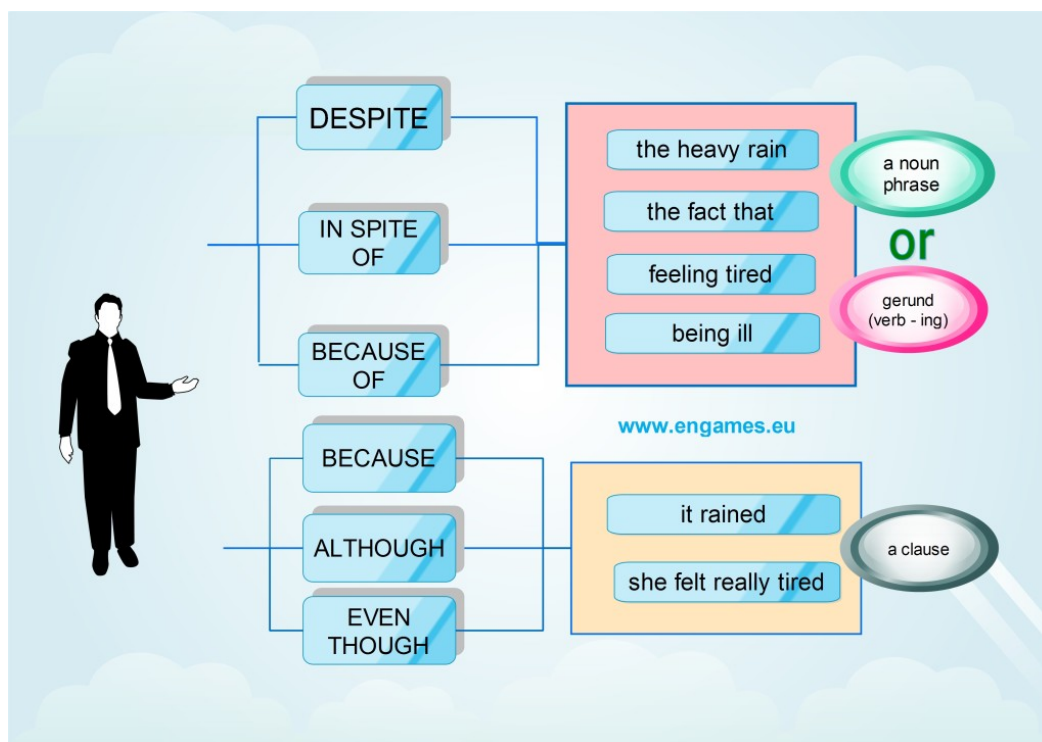 DESPITE
IN SPITE
OF
BECAUSE
OF
the heavy rain
the fact that
feeling tired
being ill
a noun
phrase
or
gerund
(verb - ing)
www.engames.eu
BECAUSE
ALTHOUGH
EVEN
THOUGH
it rained
she felt really tired
a clause